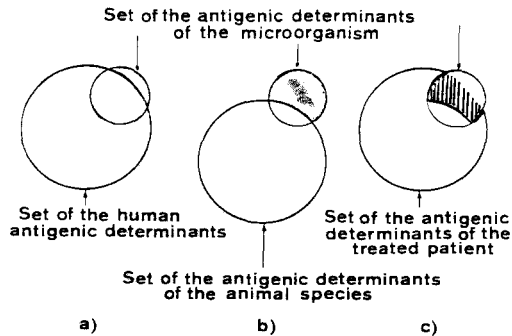 Set of the antigenic determinants
of the microorganism
Set of the human
antigenic determinants
Set of the antigenic
determinants of the
treated patient
Set of the antigenic determinants
of the animal species
a)
b)
c)